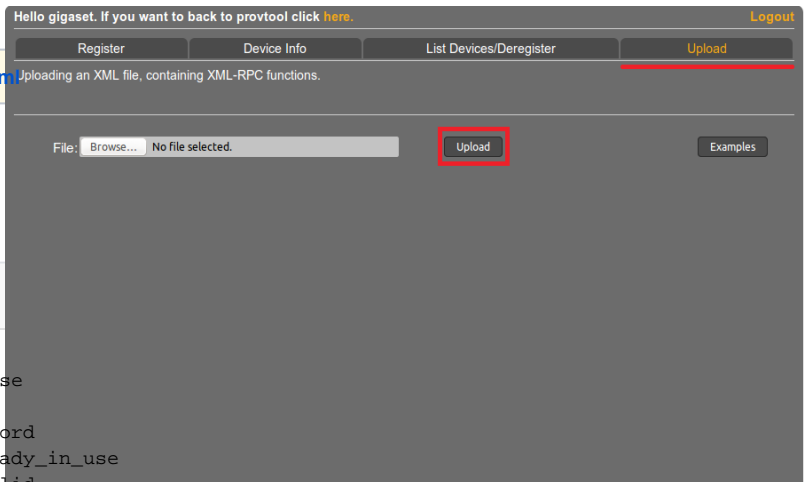 Hello gigaset. If you want to back to provtool click here. Logout
Register Device Info List Devices/Deregister Upload
Uploading an XML file, containing XML-RPC functions.
File: Browse... No file selected. Upload Examples
se
ord
ady_in_use